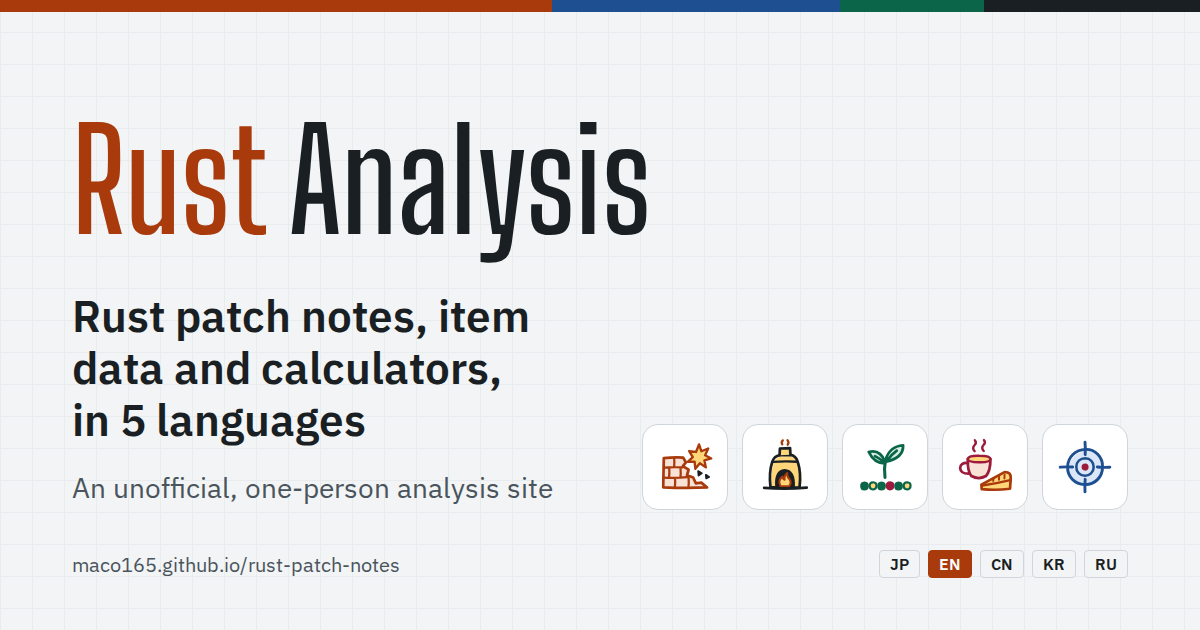 Rust Analysis
Rust patch notes, item
data and calculators,
in 5 languages
An unofficial, one-person analysis site
maco165.github.io/rust-patch-notes
JP EN CN KR RU